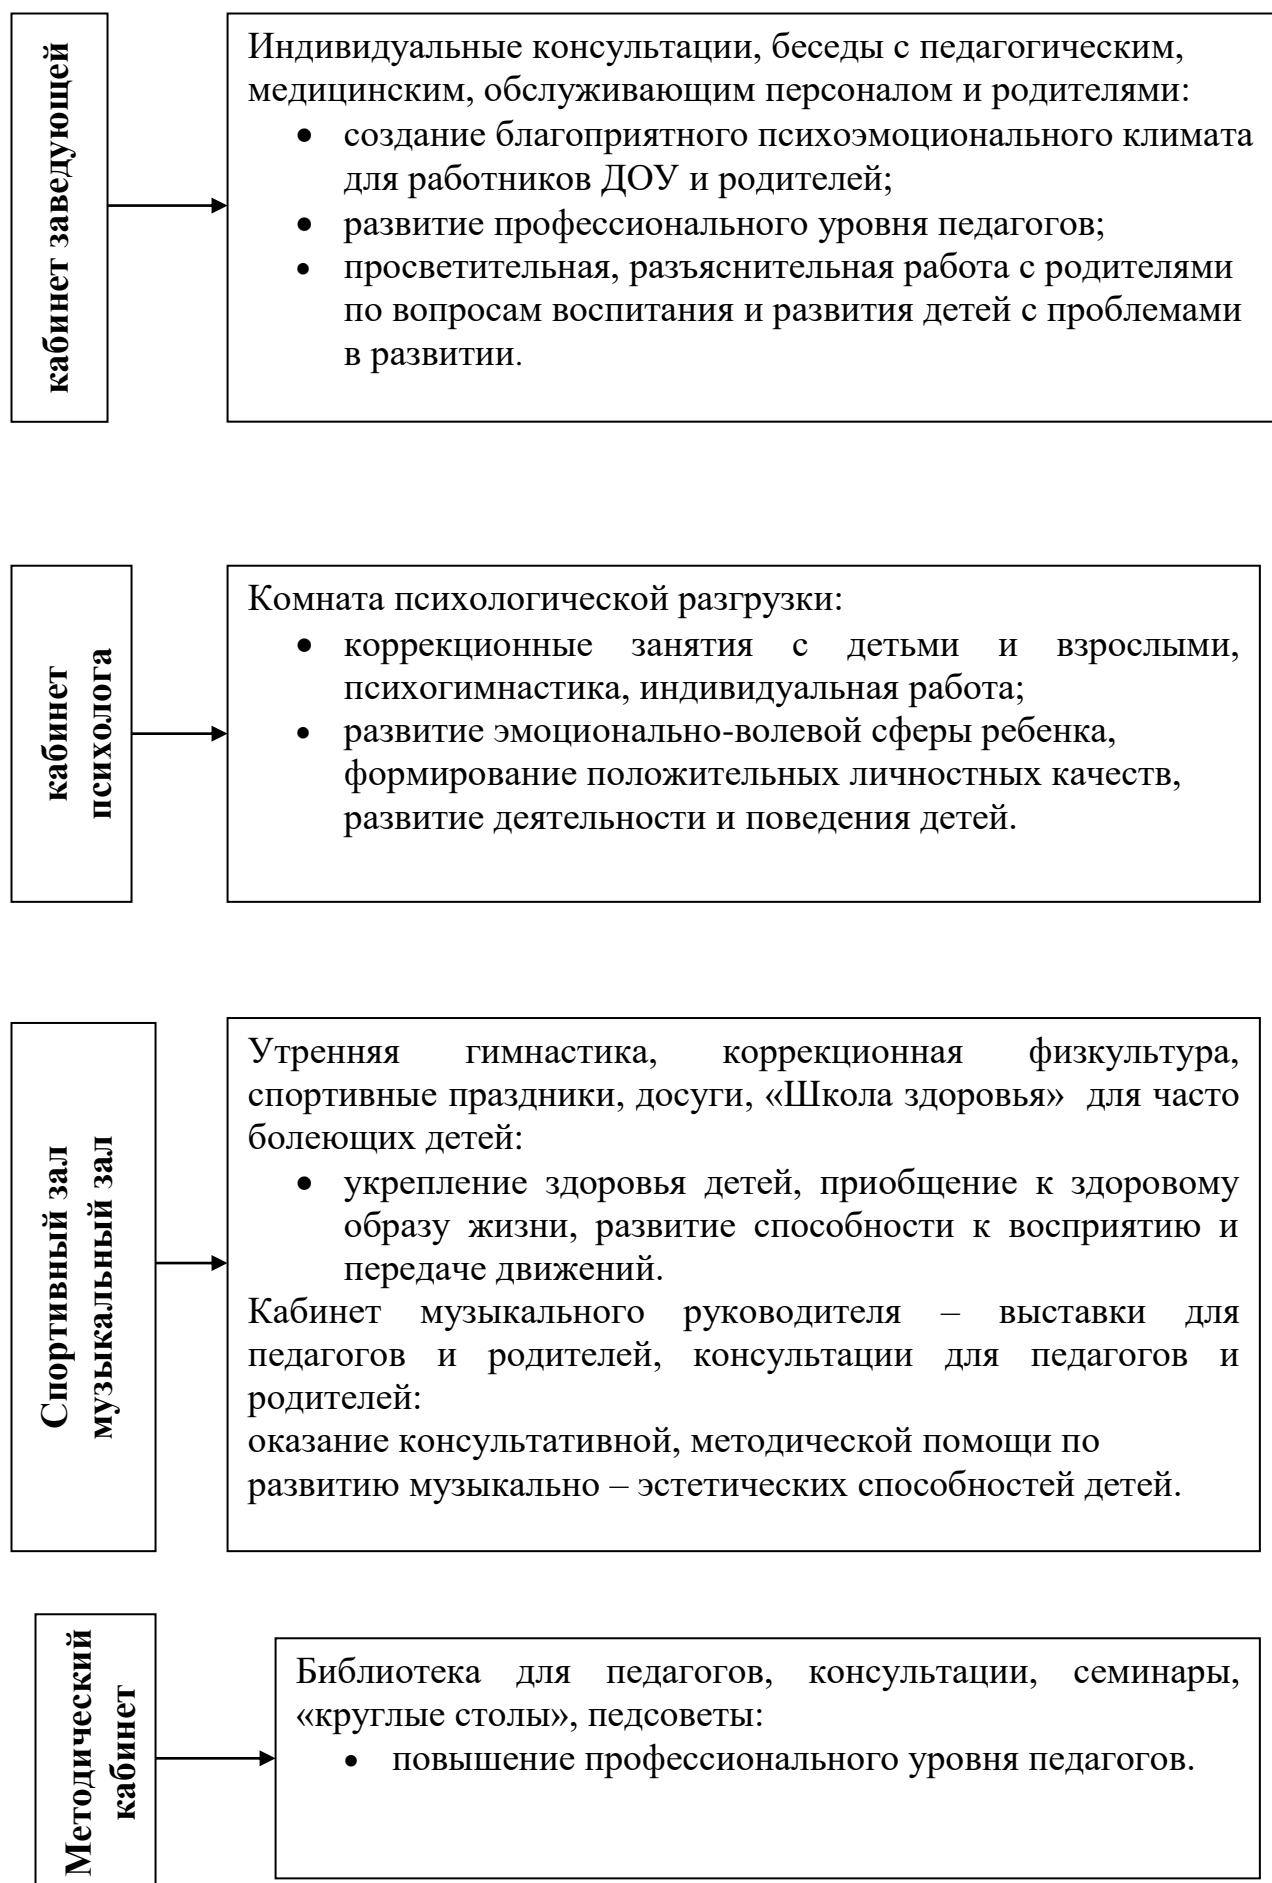 кабинет заведующей
Индивидуальные консультации, беседы с педагогическим,
медицинским, обслуживающим персоналом и родителями:
• создание благоприятного психоэмоционального климата
для работников ДОУ и родителей;
• развитие профессионального уровня педагогов;
• просветительная, разъяснительная работа с родителями
по вопросам воспитания и развития детей с проблемами
в развитии.
кабинет
психолога
Комната психологической разгрузки:
• коррекционные занятия с детьми и взрослыми,
психогимнастика, индивидуальная работа;
• развитие эмоционально-волевой сферы ребенка,
формирование положительных личностных качеств,
развитие деятельности и поведения детей.
Спортивный зал
музыкальный зал
Утренняя гимнастика, коррекционная физкультура,
спортивные праздники, досуги, «Школа здоровья» для часто
болеющих детей:
• укрепление здоровья детей, приобщение к здоровому
образу жизни, развитие способности к восприятию и
передаче движений.
Кабинет музыкального руководителя – выставки для
педагогов и родителей, консультации для педагогов и
родителей:
оказание консультативной, методической помощи по
развитию музыкально – эстетических способностей детей.
Методический
кабинет
Библиотека для педагогов, консультации, семинары,
«круглые столы», педсоветы:
• повышение профессионального уровня педагогов.